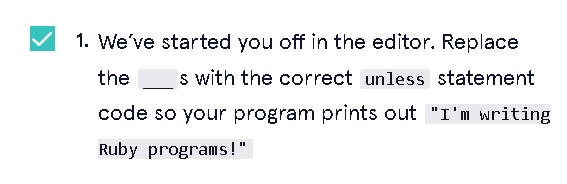 1. We've started you off in the editor. Replace
the ___s with the correct unless statement
code so your program prints out "I'm writing
Ruby programs!"